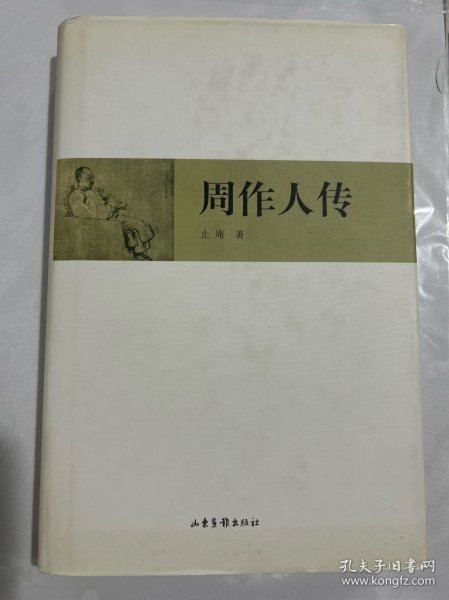 周作人传
止庵 著
山东画报出版社
孔夫子旧书网
www.kongfz.com